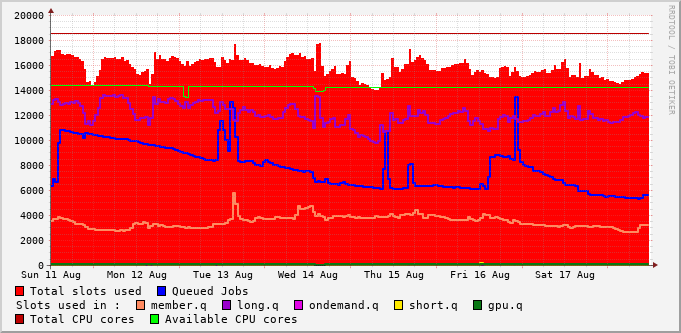 20000
18000
16000
14000
12000
10000
8000
6000
4000
2000
0
Sun 11 Aug Mon 12 Aug Tue 13 Aug Wed 14 Aug Thu 15 Aug Fri 16 Aug Sat 17 Aug
Total slots used Queued Jobs
Slots used in : member.q long.q ondemand.q short.q gpu.q
Total CPU cores Available CPU cores
RRDTOOL / TOBI OETIKER